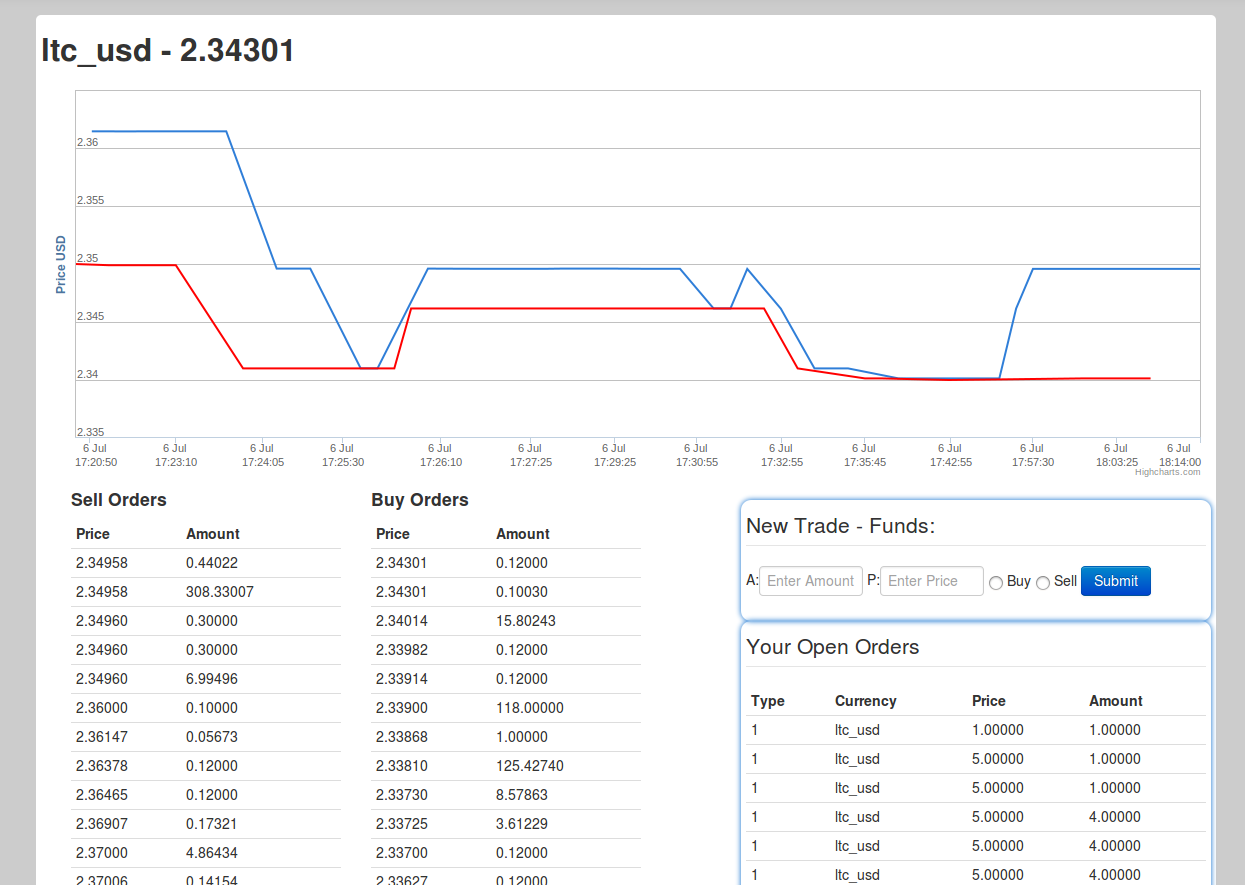 ltc_usd - 2.34301
Price USD
2.36
2.355
2.35
2.345
2.34
2.335
6 Jul 6 Jul 6 Jul 6 Jul 6 Jul 6 Jul 6 Jul 6 Jul 6 Jul 6 Jul 6 Jul 6 Jul 6 Jul 6 Jul
17:20:50 17:23:10 17:24:05 17:25:30 17:26:10 17:27:25 17:29:25 17:30:55 17:32:55 17:35:45 17:42:55 17:57:30 18:03:25 18:14:00
Highcharts.com
Sell Orders
Price Amount
2.34958 0.44022
2.34958 308.33007
2.34960 0.30000
2.34960 0.30000
2.34960 6.99496
2.36000 0.10000
2.36147 0.05673
2.36378 0.12000
2.36465 0.12000
2.36907 0.17321
2.37000 4.86434
2.37006 0.14154
Buy Orders
Price Amount
2.34301 0.12000
2.34301 0.10030
2.34014 15.80243
2.33982 0.12000
2.33914 0.12000
2.33900 118.00000
2.33868 1.00000
2.33810 125.42740
2.33730 8.57863
2.33725 3.61229
2.33700 0.12000
2.33627 0.12000
New Trade - Funds:
A: Enter Amount P: Enter Price Buy Sell Submit
Your Open Orders
Type Currency Price Amount
1 ltc_usd 1.00000 1.00000
1 ltc_usd 5.00000 1.00000
1 ltc_usd 5.00000 1.00000
1 ltc_usd 5.00000 4.00000
1 ltc_usd 5.00000 4.00000
1 ltc_usd 5.00000 4.00000